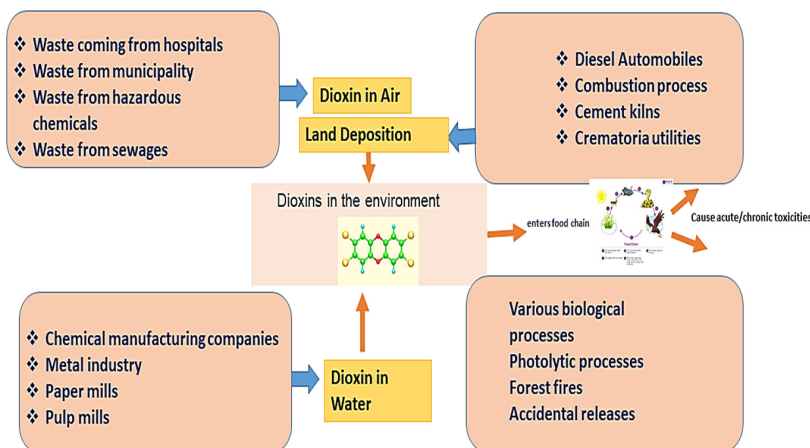 ❖ Waste coming from hospitals
❖ Waste from municipality
❖ Waste from hazardous
chemicals
❖ Waste from sewages
Dioxin in Air
Land Deposition
❖ Diesel Automobiles
❖ Combustion process
❖ Cement kilns
❖ Crematoria utilities
Dioxins in the environment
enters food chain
Food Chain
Cause acute/chronic toxicities
❖ Chemical manufacturing companies
❖ Metal industry
❖ Paper mills
❖ Pulp mills
Dioxin in
Water
Various biological
processes
Photolytic processes
Forest fires
Accidental releases